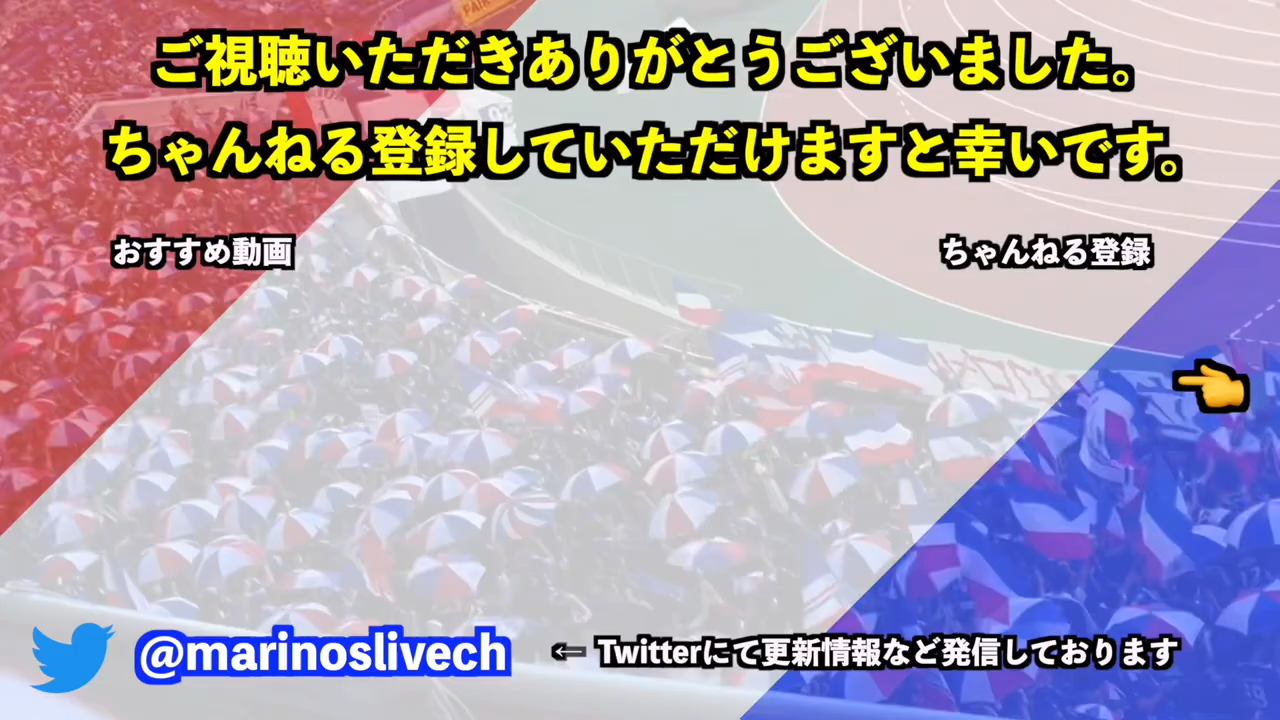 ご視聴いただきありがとうございました。
ちゃんねる登録していただけますと幸いです。
おすすめ動画
ちゃんねる登録
@marinoslivech
← Twitterにて更新情報など発信しております